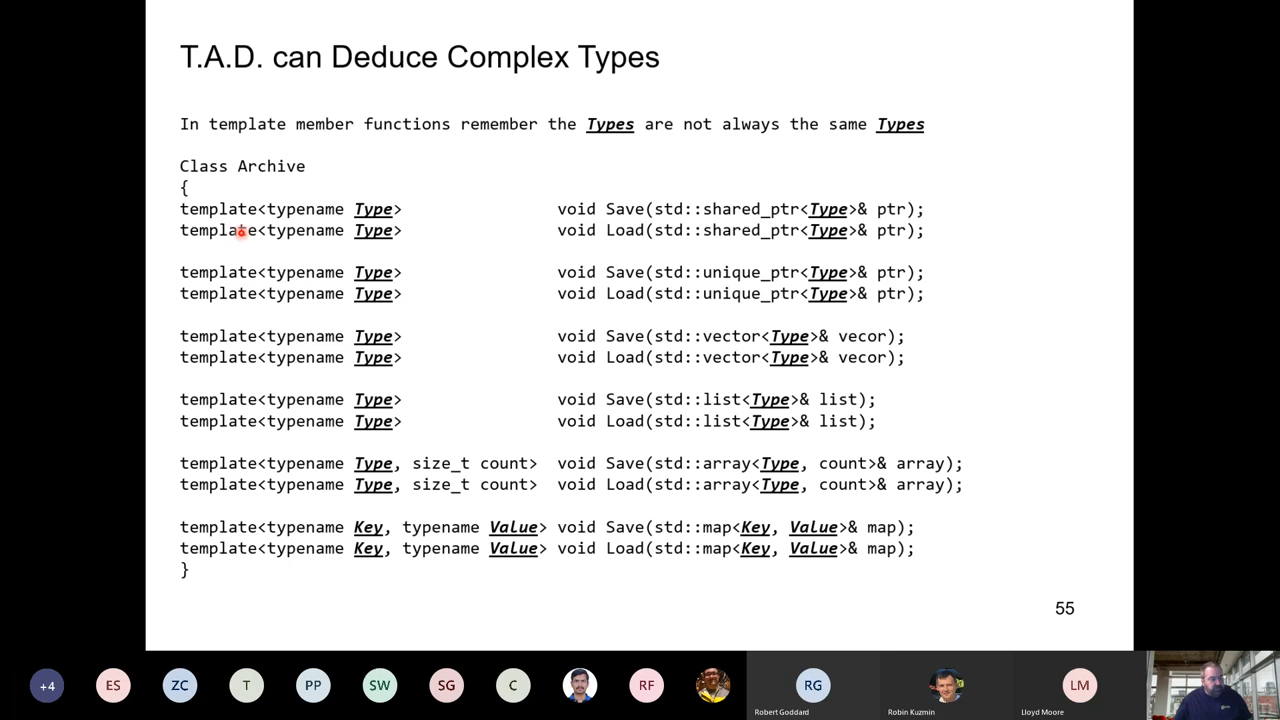 T.A.D. can Deduce Complex Types
In template member functions remember the Types are not always the same Types
Class Archive
{
template<typename Type> void Save(std::shared_ptr<Type>& ptr);
template<typename Type> void Load(std::shared_ptr<Type>& ptr);
template<typename Type> void Save(std::unique_ptr<Type>& ptr);
template<typename Type> void Load(std::unique_ptr<Type>& ptr);
template<typename Type> void Save(std::vector<Type>& vecor);
template<typename Type> void Load(std::vector<Type>& vecor);
template<typename Type> void Save(std::list<Type>& list);
template<typename Type> void Load(std::list<Type>& list);
template<typename Type, size_t count> void Save(std::array<Type, count>& array);
template<typename Type, size_t count> void Load(std::array<Type, count>& array);
template<typename Key, typename Value> void Save(std::map<Key, Value>& map);
template<typename Key, typename Value> void Load(std::map<Key, Value>& map);
}
55
+4 ES ZC T PP SW SG C RF RG LM
Robert Goddard Robin Kuzmin Lloyd Moore